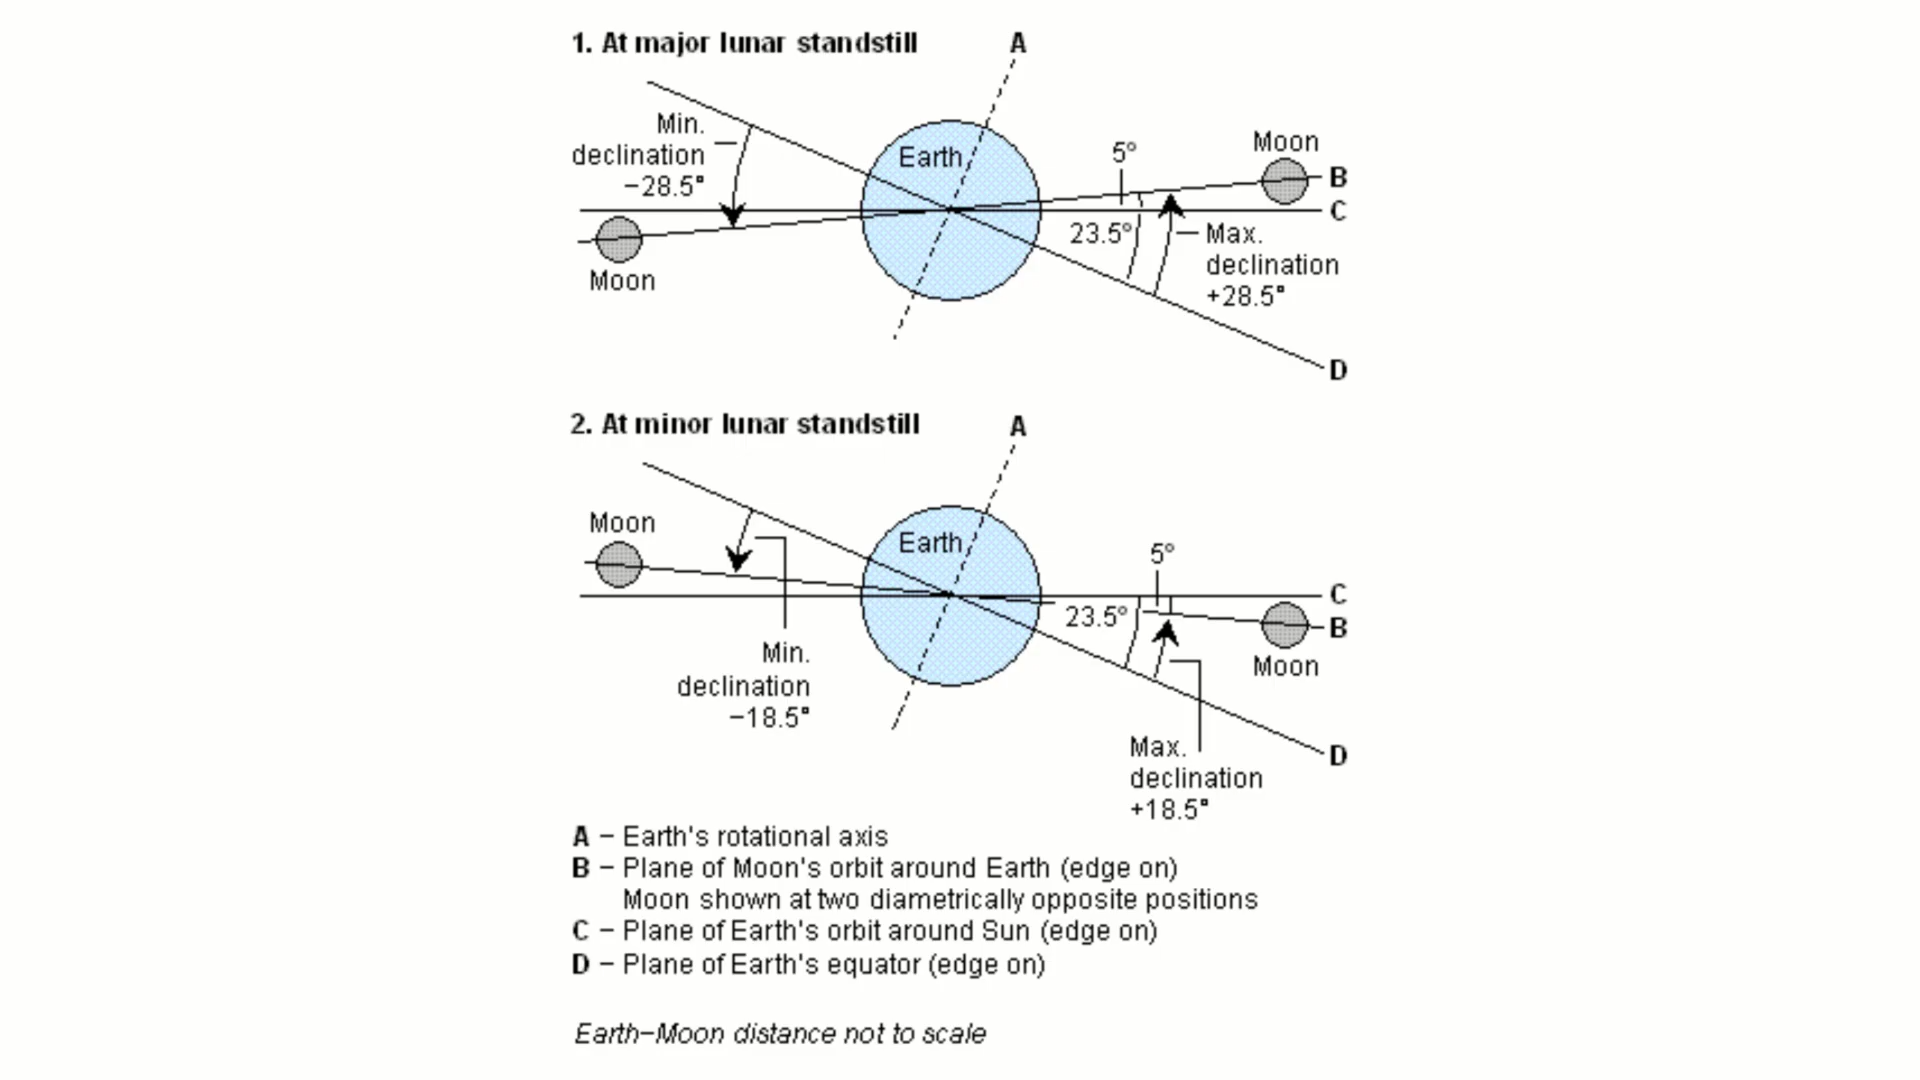 1. At major lunar standstill
A
Min.
declination
−28.5°
Earth
5°
Moon
B
C
23.5°
Max.
declination
+28.5°
Moon
D
2. At minor lunar standstill
A
Moon
Earth
5°
C
23.5°
B
Min.
declination
−18.5°
Moon
D
Max.
declination
+18.5°
A − Earth's rotational axis
B − Plane of Moon's orbit around Earth (edge on)
Moon shown at two diametrically opposite positions
C − Plane of Earth's orbit around Sun (edge on)
D − Plane of Earth's equator (edge on)
Earth−Moon distance not to scale